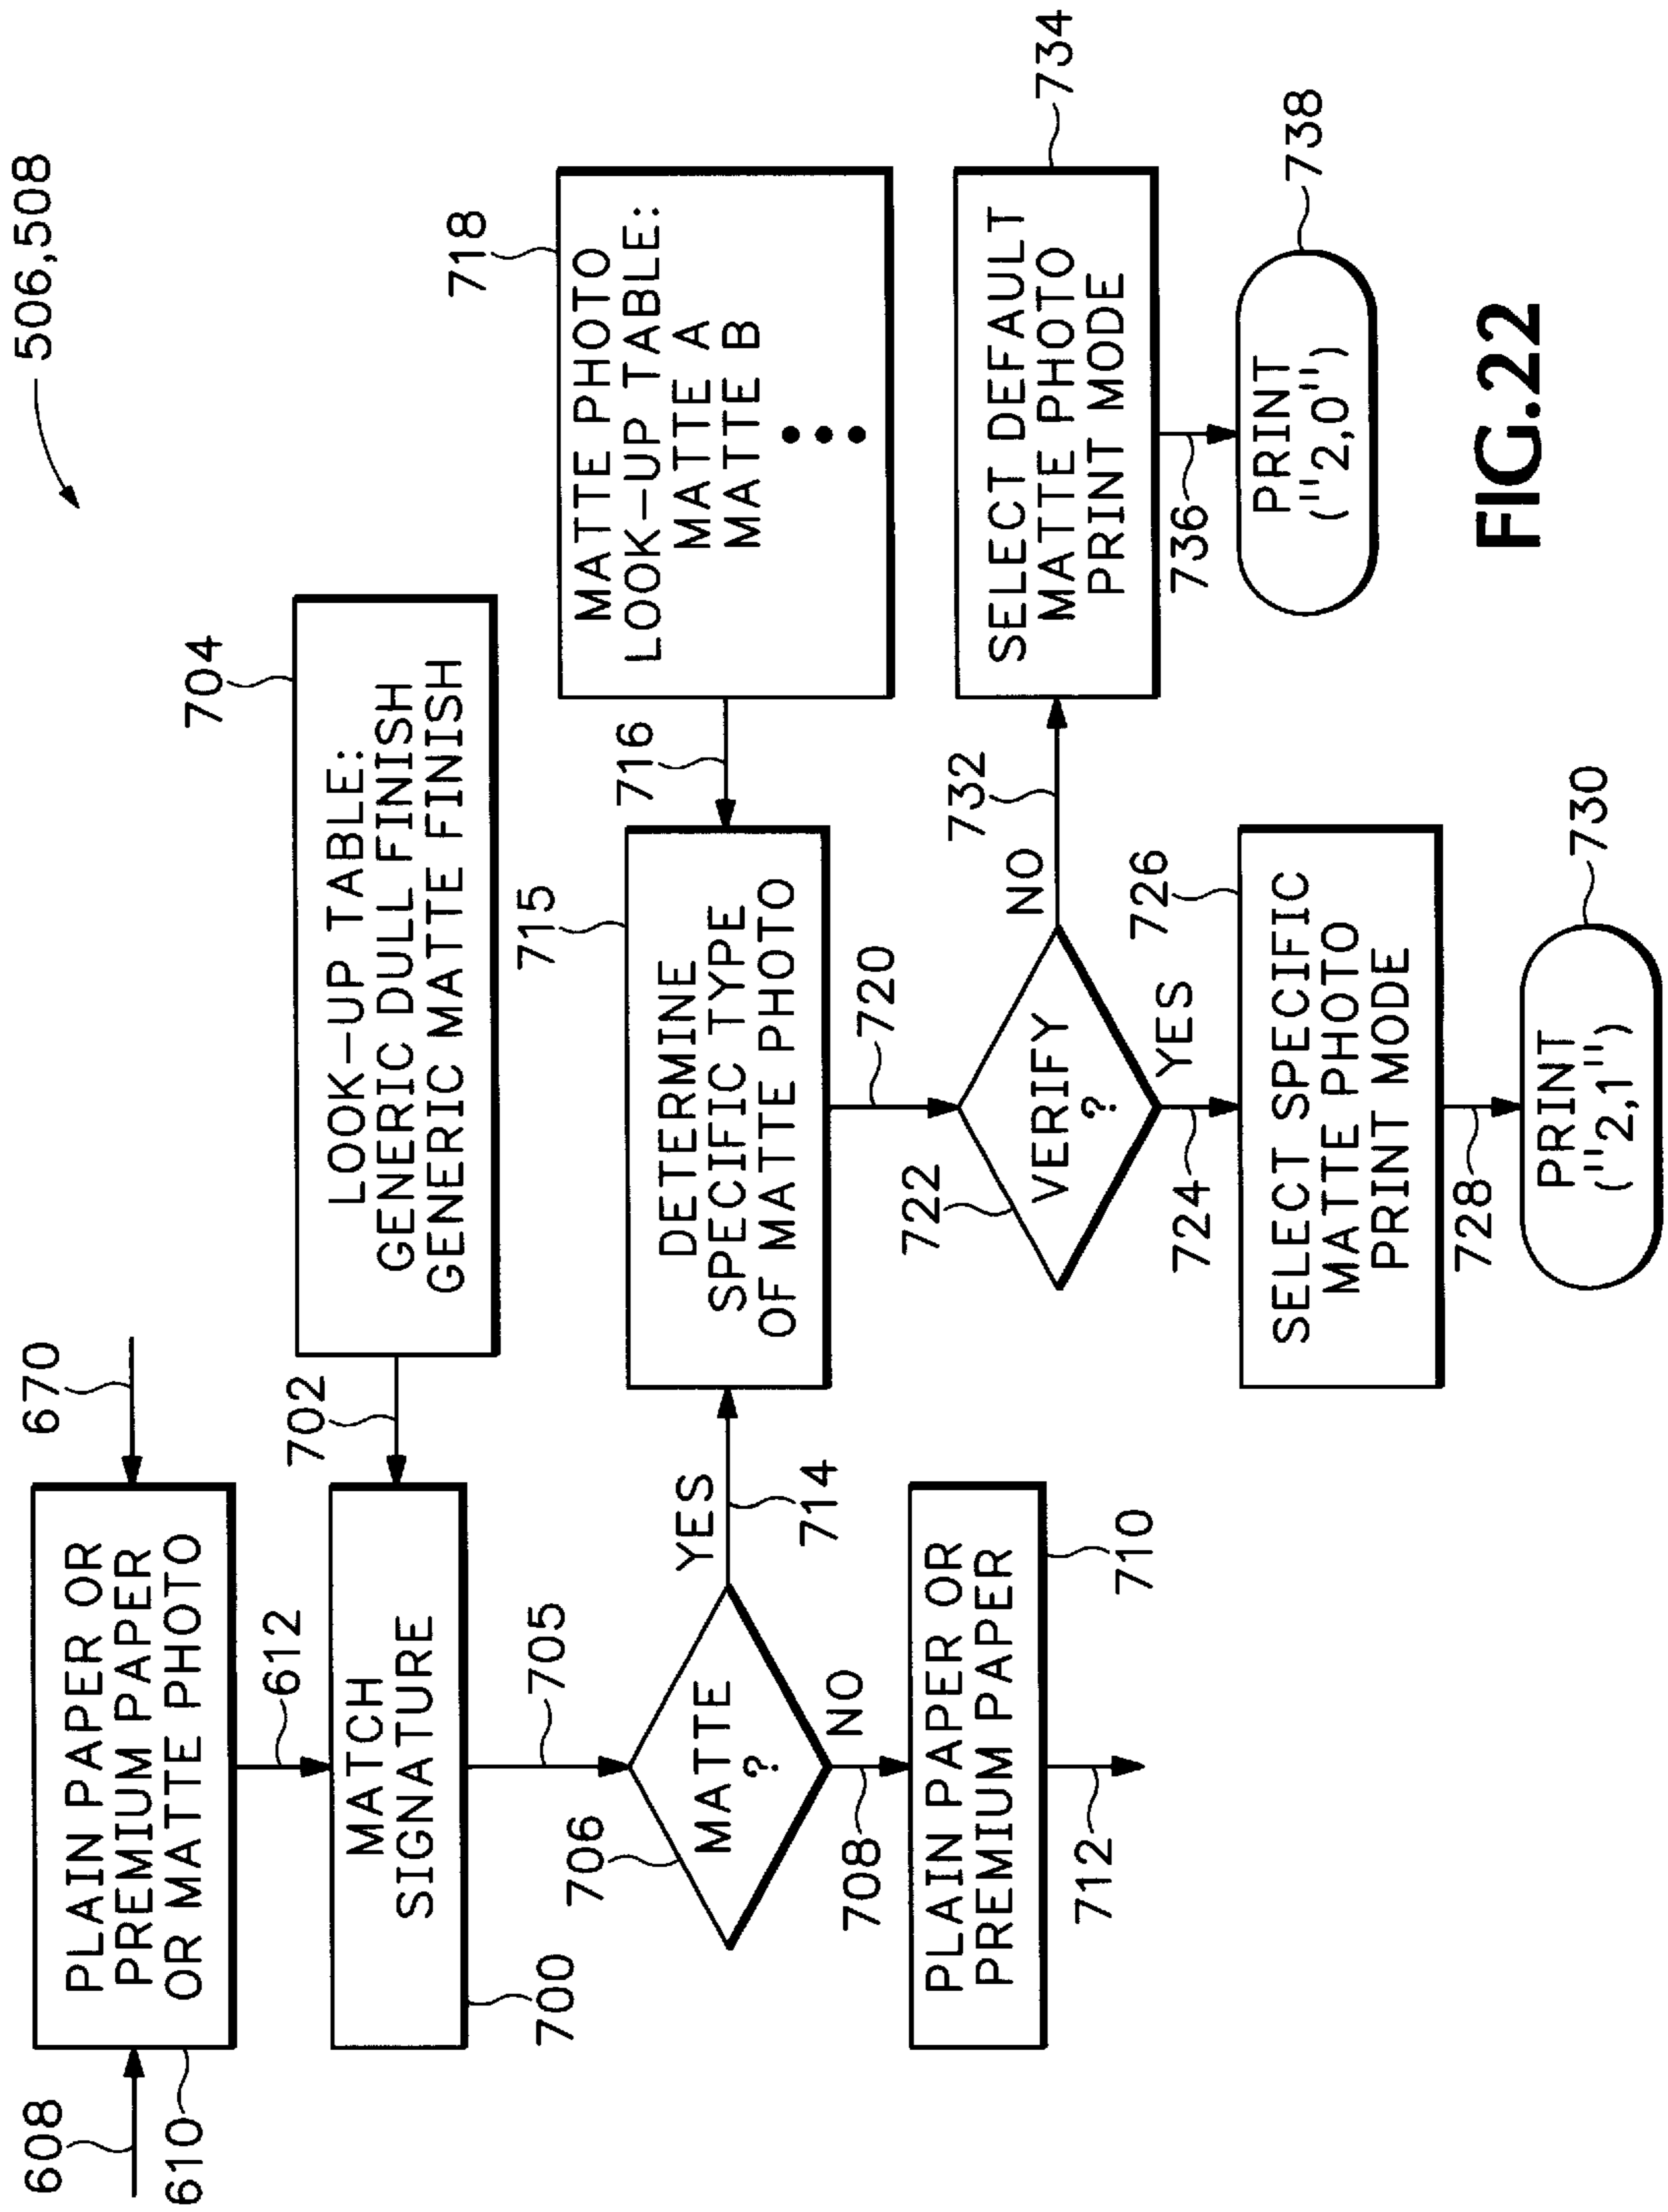 506,508
670
608
610
PLAIN PAPER OR
PREMIUM PAPER
OR MATTE PHOTO
612
704
LOOK-UP TABLE:
GENERIC DULL FINISH
GENERIC MATTE FINISH
702
MATCH
SIGNATURE
700
705
706
MATTE
?
YES
714
NO
708
PLAIN PAPER OR
PREMIUM PAPER
710
712
715
DETERMINE
SPECIFIC TYPE
OF MATTE PHOTO
716
718
MATTE PHOTO
LOOK-UP TABLE:
MATTE A
MATTE B
720
722
VERIFY
?
NO
732
YES
724
734
SELECT DEFAULT
MATTE PHOTO
PRINT MODE
736
738
PRINT
("2,0")
726
SELECT SPECIFIC
MATTE PHOTO
PRINT MODE
728
730
PRINT
("2,1")
FIG.22